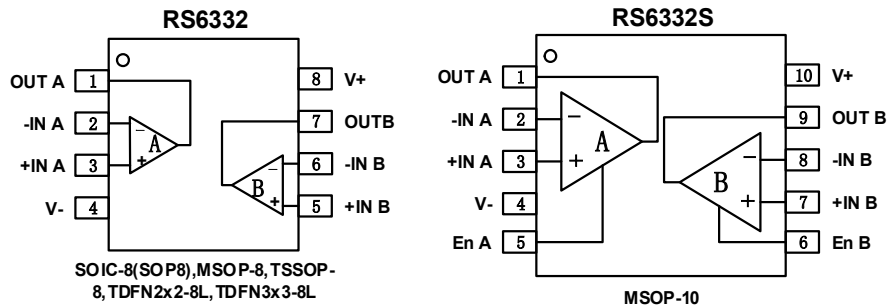 RS6332
OUT A 1
-IN A 2
+IN A 3
V- 4
8 V+
7 OUTB
6 -IN B
5 +IN B
− A +
− B +
SOIC-8(SOP8),MSOP-8,TSSOP-
8,TDFN2x2-8L,TDFN3x3-8L
RS6332S
OUT A 1
-IN A 2
+IN A 3
V- 4
En A 5
10 V+
9 OUT B
8 -IN B
7 +IN B
6 En B
− A +
− B +
MSOP-10